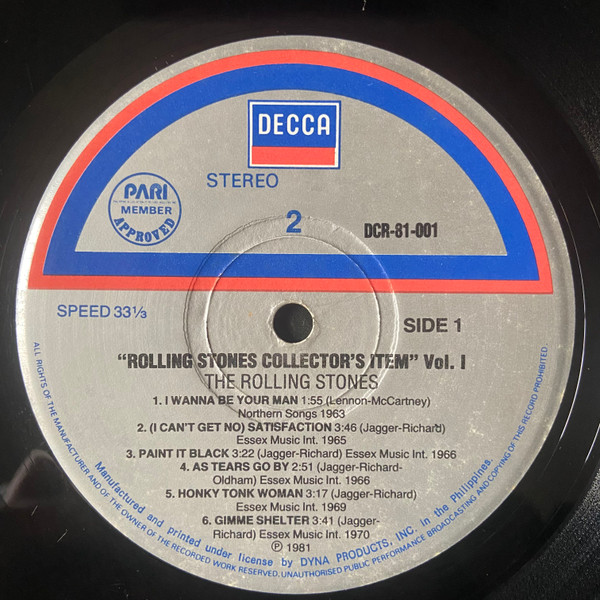 DECCA
STEREO
PARI
MEMBER
APPROVED
2
DCR-81-001
SPEED 33⅓
SIDE 1
“ROLLING STONES COLLECTOR'S ITEM” Vol. I
THE ROLLING STONES
1. I WANNA BE YOUR MAN 1:55 (Lennon-McCartney)
Northern Songs 1963
2. (I CAN'T GET NO) SATISFACTION 3:46 (Jagger-Richard)
Essex Music Int. 1965
3. PAINT IT BLACK 3:22 (Jagger-Richard) Essex Music Int. 1966
4. AS TEARS GO BY 2:51 (Jagger-Richard-
Oldham) Essex Music Int. 1966
5. HONKY TONK WOMAN 3:17 (Jagger-Richard)
Essex Music Int. 1969
6. GIMME SHELTER 3:41 (Jagger-
Richard) Essex Music Int. 1970
℗ 1981
Manufactured and printed under license by DYNA PRODUCTS, INC. in the Philippines.
ALL RIGHTS OF THE MANUFACTURER AND OF THE OWNER OF THE RECORDED WORK RESERVED. UNAUTHORISED PUBLIC PERFORMANCE BROADCASTING AND COPYING OF THIS RECORD PROHIBITED.